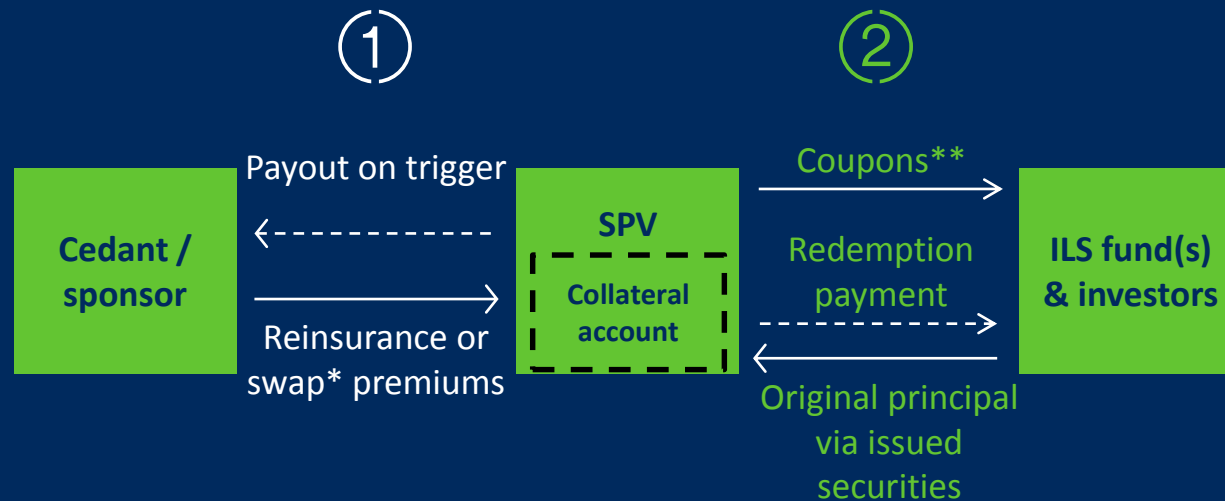 1
2
Payout on trigger
Coupons**
Cedant /
sponsor
SPV
Collateral
account
Redemption
payment
ILS fund(s)
& investors
Reinsurance or
swap* premiums
Original principal
via issued
securities